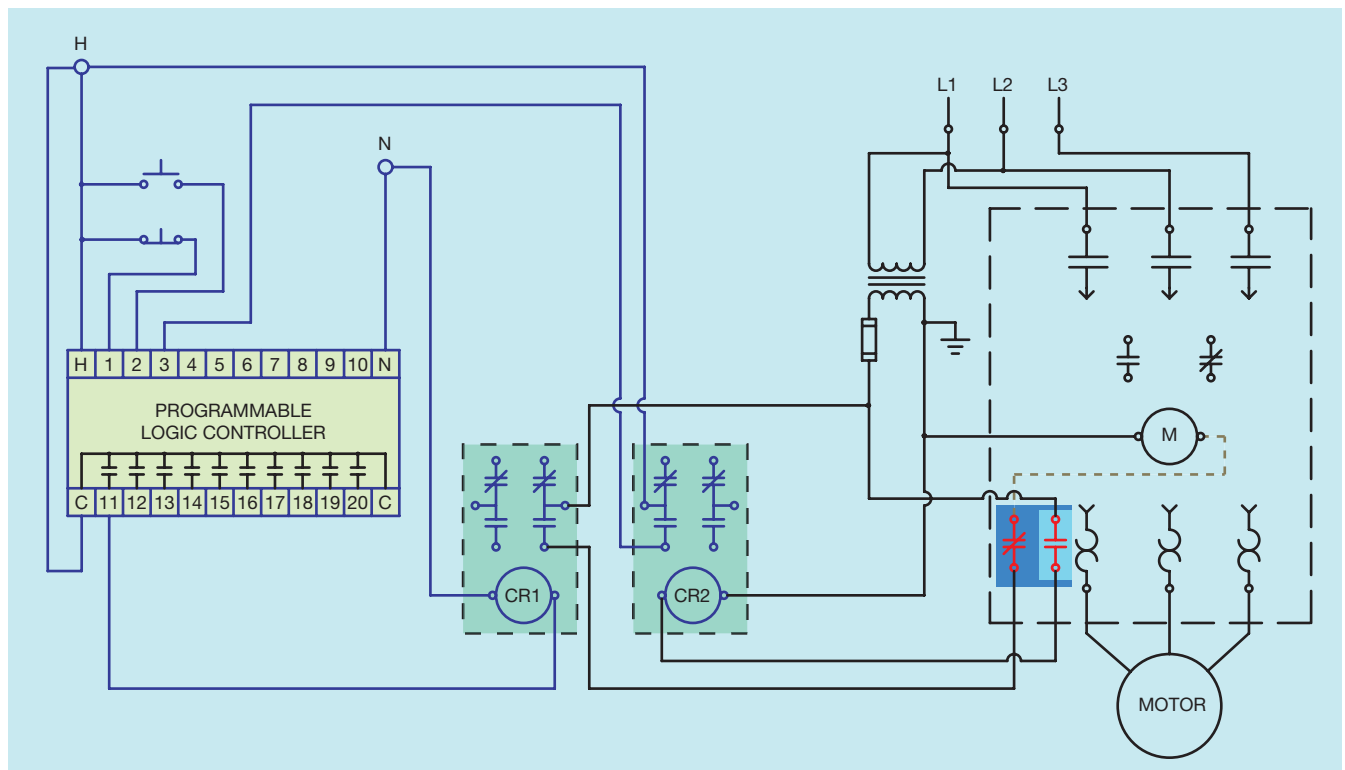 H
L1 L2 L3
N
H 1 2 3 4 5 6 7 8 9 10 N
PROGRAMMABLE
LOGIC CONTROLLER
M
C 11 12 13 14 15 16 17 18 19 20 C
CR1
CR2
MOTOR